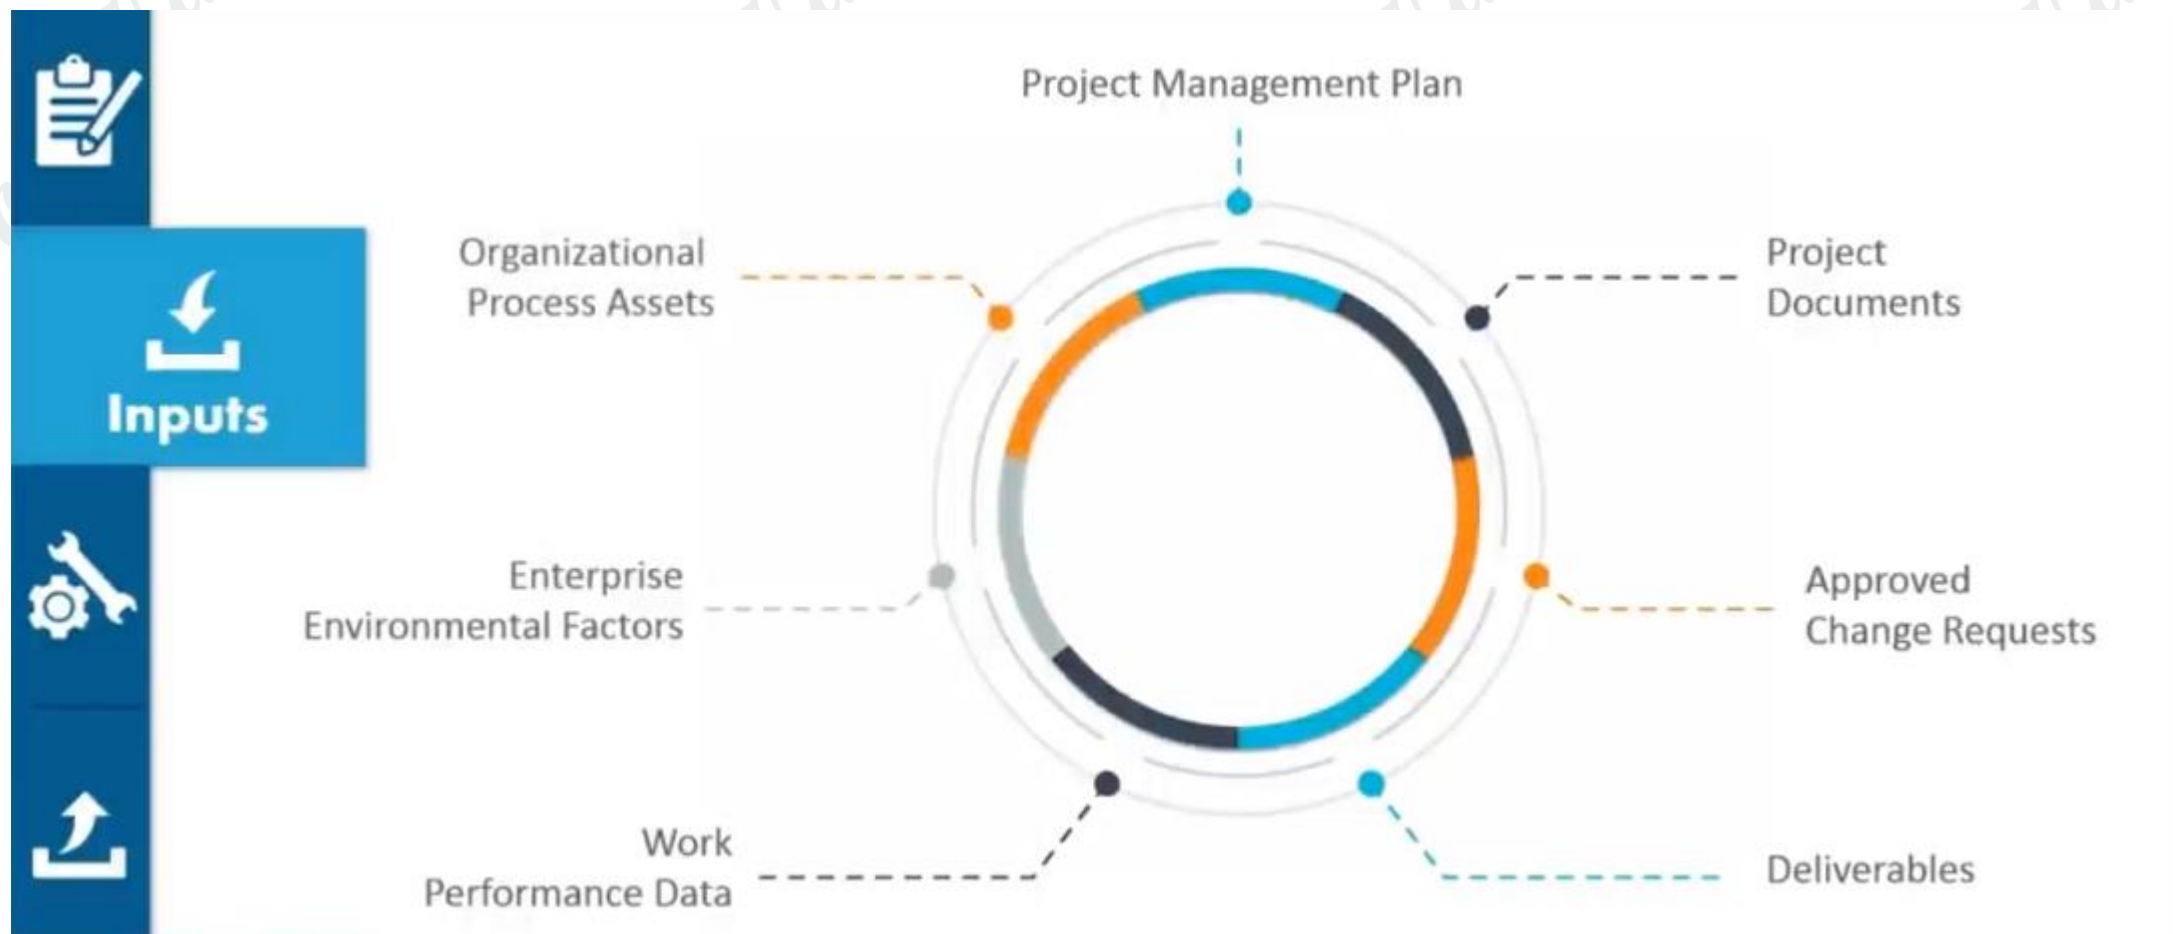 Project Management Plan
Organizational
Process Assets
Project
Documents
Inputs
Enterprise
Environmental Factors
Approved
Change Requests
Work
Performance Data
Deliverables